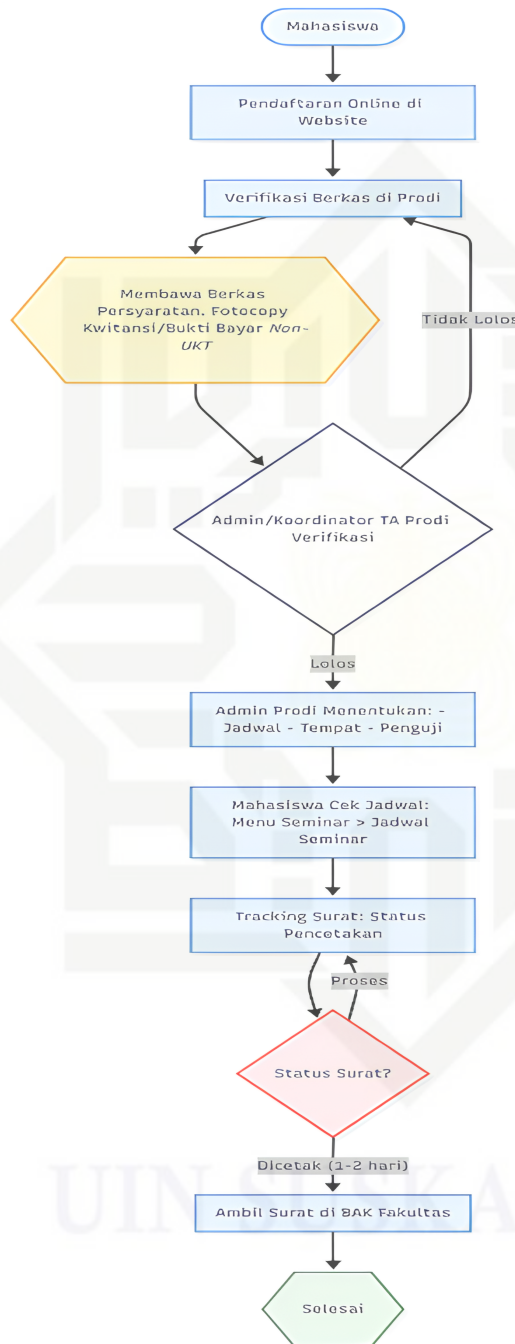 Mahasiswa
Pendaftaran Online di
Website
Verifikasi Berkas di Prodi
Membawa Berkas
Persyaratan, Fotocopy
Kwitansi/Bukti Bayar Non-
UKT
Tidak Lolos
Admin/Koordinator TA Prodi
Verifikasi
Lolos
Admin Prodi Menentukan: -
Jadwal - Tempat - Penguji
Mahasiswa Cek Jadwal:
Menu Seminar > Jadwal
Seminar
Tracking Surat: Status
Pencetakan
Proses
Status Surat?
Dicetak (1-2 hari)
UIN SUSKA
Ambil Surat di BAK Fakultas
Selesai